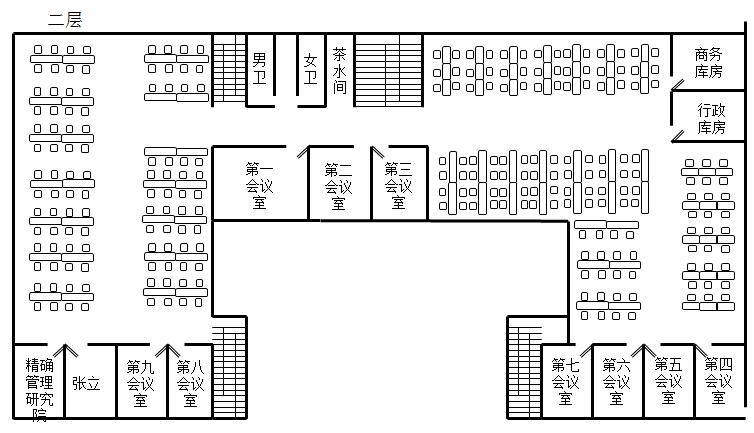 二层
男
卫
女
卫
茶
水
间
商务
库房
行政
库房
第一
会议
室
第二
会议
室
第三
会议
室
精确
管理
研究
院
张立
第九
会议
室
第八
会议
室
第七
会议
室
第六
会议
室
第五
会议
室
第四
会议
室